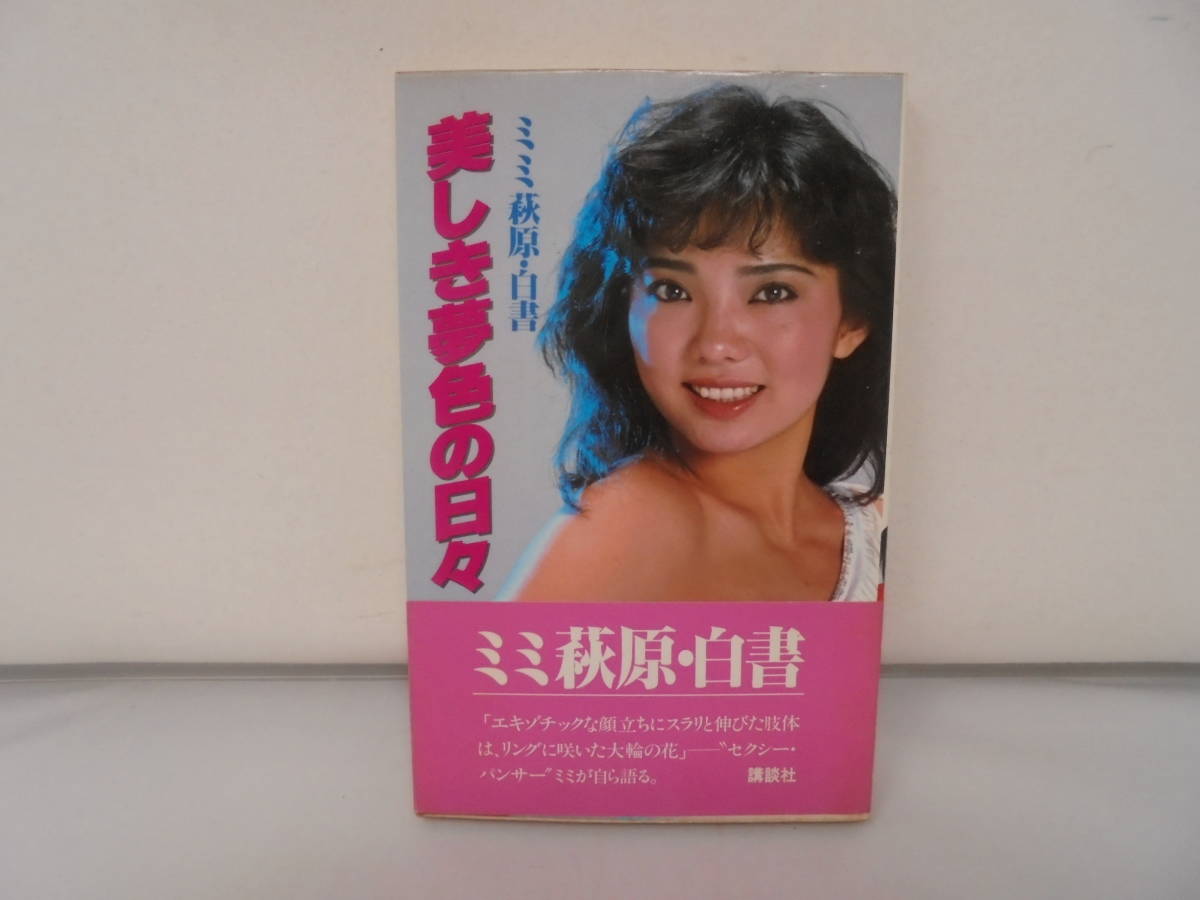 ミミ萩原・白書
美しき夢色の日々
ミミ萩原・白書
「エキゾチックな顔立ちにスラリと伸びた肢体
は、リングに咲いた大輪の花」──〝セクシー・
パンサー〟ミミが自ら語る。 講談社